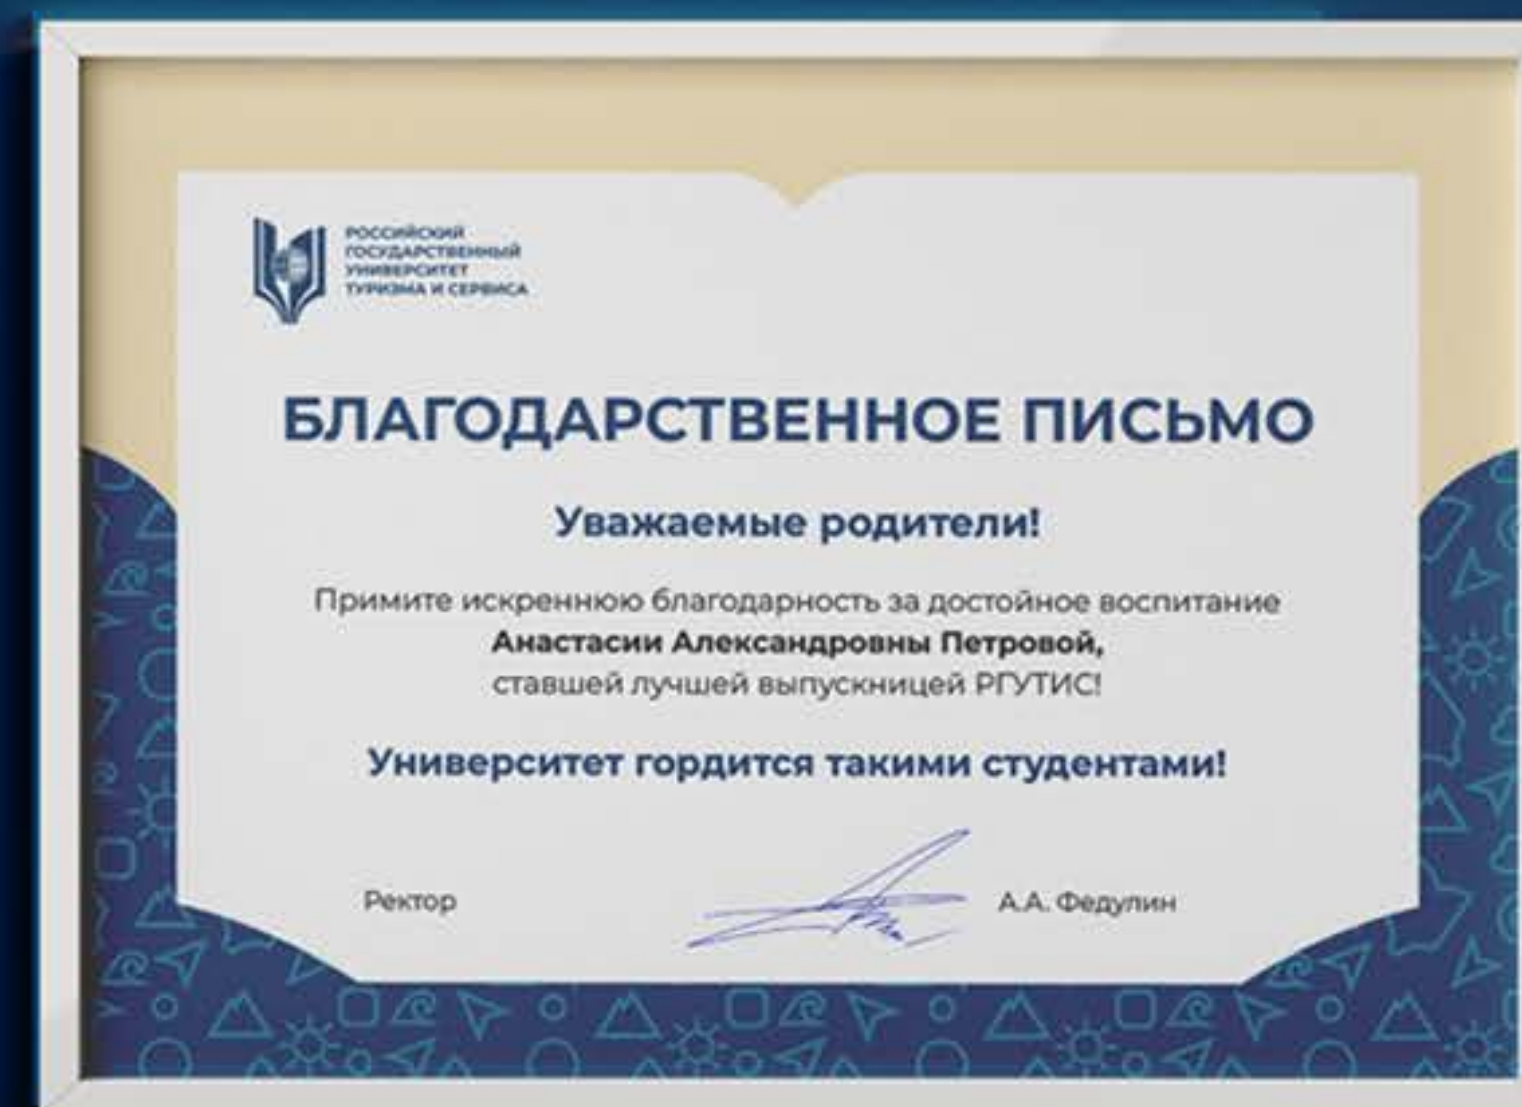 РОССИЙСКИЙ
ГОСУДАРСТВЕННЫЙ
УНИВЕРСИТЕТ
ТУРИЗМА И СЕРВИСА
БЛАГОДАРСТВЕННОЕ ПИСЬМО
Уважаемые родители!
Примите искреннюю благодарность за достойное воспитание
Анастасии Александровны Петровой,
ставшей лучшей выпускницей РГУТИС!
Университет гордится такими студентами!
Ректор А.А. Федулин